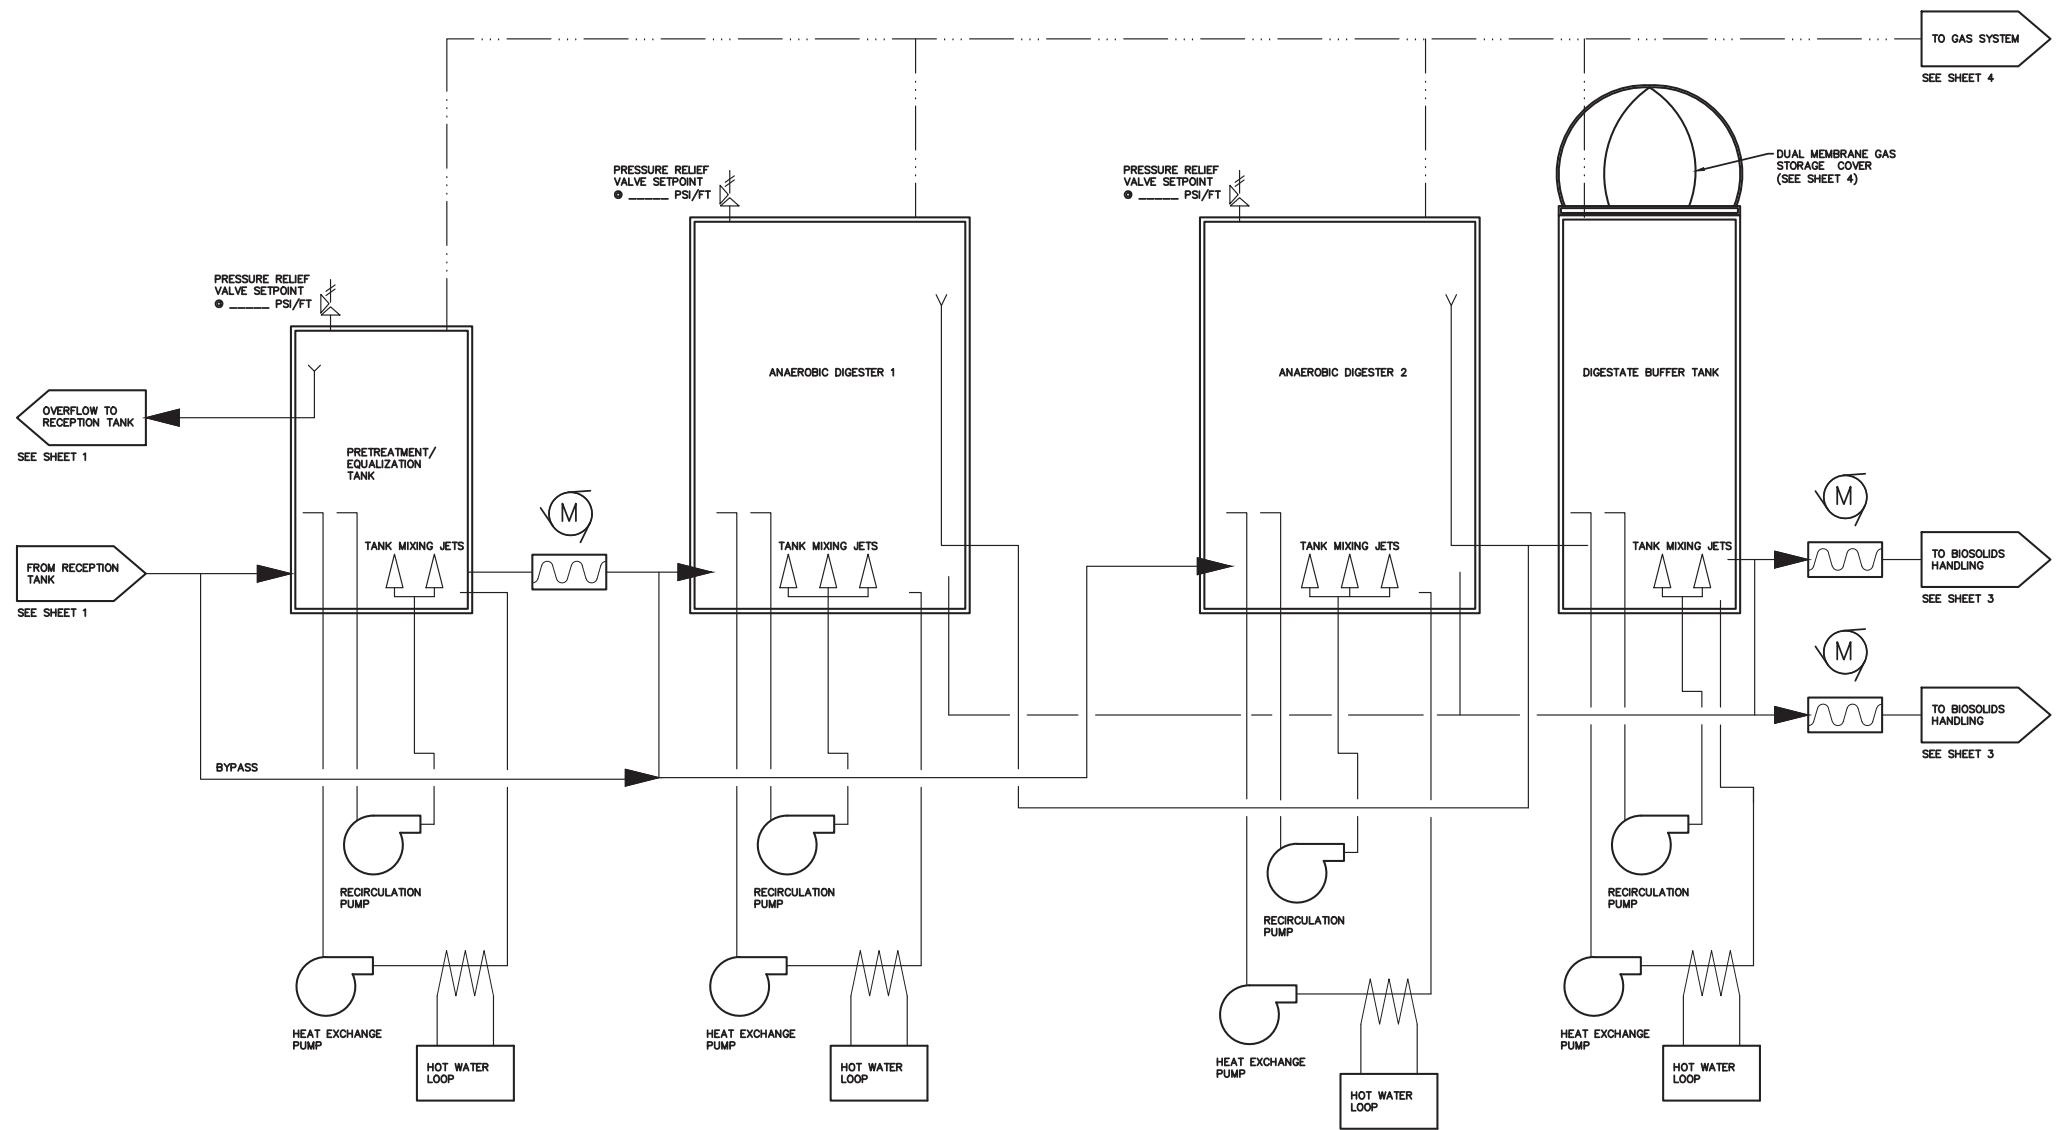 TO GAS SYSTEM
SEE SHEET 4
DUAL MEMBRANE GAS
STORAGE COVER
(SEE SHEET 4)
PRESSURE RELIEF
VALVE SETPOINT
@ _____ PSI/FT
PRESSURE RELIEF
VALVE SETPOINT
@ _____ PSI/FT
PRESSURE RELIEF
VALVE SETPOINT
@ _____ PSI/FT
ANAEROBIC DIGESTER 1
ANAEROBIC DIGESTER 2
DIGESTATE BUFFER TANK
OVERFLOW TO
RECEPTION TANK
SEE SHEET 1
PRETREATMENT/
EQUALIZATION
TANK
M
M
FROM RECEPTION
TANK
SEE SHEET 1
TANK MIXING JETS
TANK MIXING JETS
TANK MIXING JETS
TANK MIXING JETS
TO BIOSOLIDS
HANDLING
SEE SHEET 3
M
TO BIOSOLIDS
HANDLING
SEE SHEET 3
BYPASS
RECIRCULATION
PUMP
RECIRCULATION
PUMP
RECIRCULATION
PUMP
RECIRCULATION
PUMP
HEAT EXCHANGE
PUMP
HOT WATER
LOOP
HEAT EXCHANGE
PUMP
HOT WATER
LOOP
HEAT EXCHANGE
PUMP
HOT WATER
LOOP
HEAT EXCHANGE
PUMP
HOT WATER
LOOP